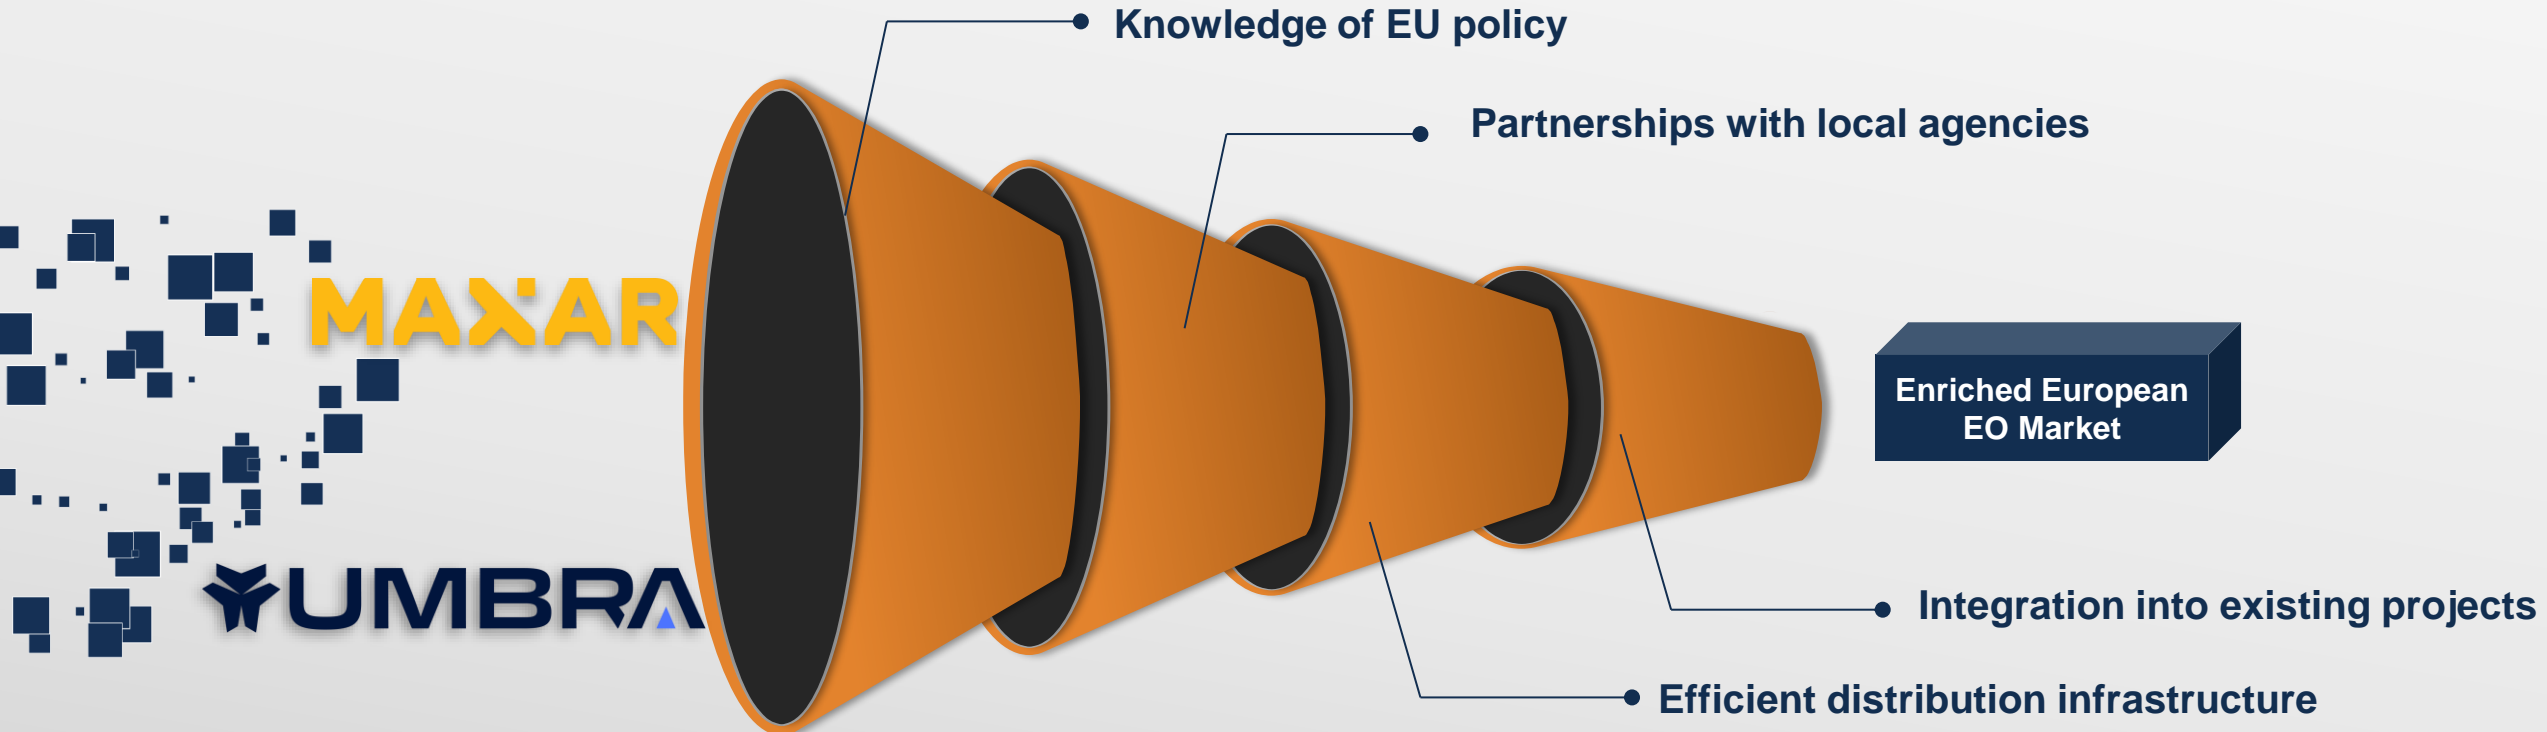 Knowledge of EU policy
Partnerships with local agencies
MAXAR
Enriched European
EO Market
UMBRA
Integration into existing projects
Efficient distribution infrastructure